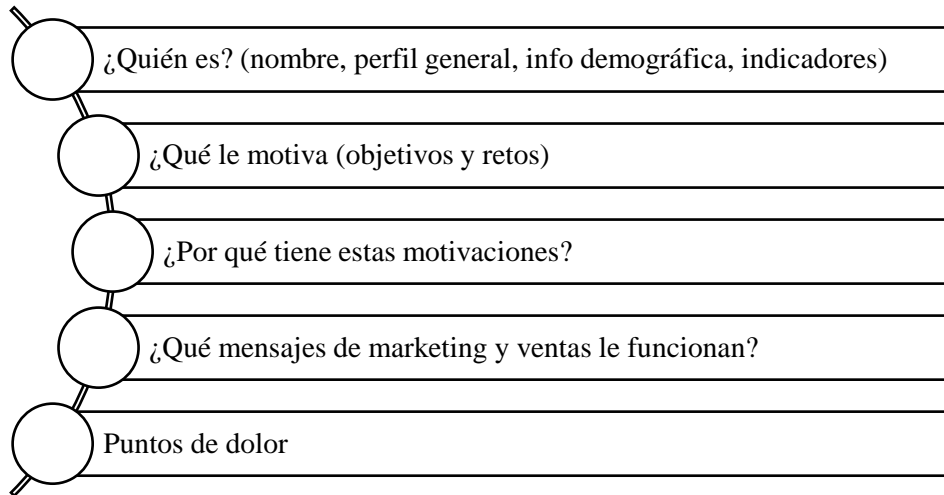 ¿Quién es? (nombre, perfil general, info demográfica, indicadores)
¿Qué le motiva (objetivos y retos)
¿Por qué tiene estas motivaciones?
¿Qué mensajes de marketing y ventas le funcionan?
Puntos de dolor